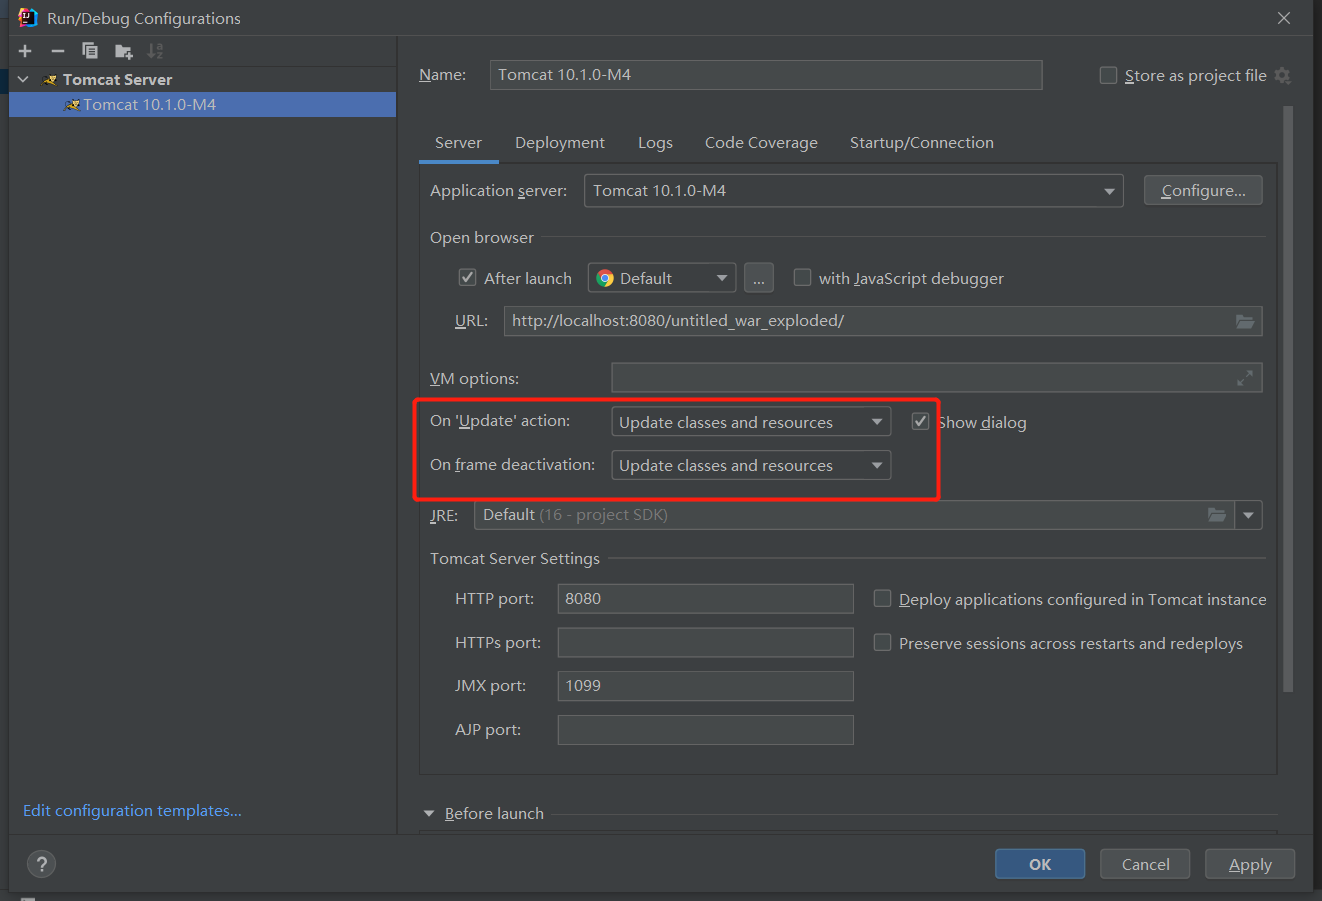 Run/Debug Configurations
Tomcat Server
Tomcat 10.1.0-M4
Edit configuration templates...
Name: Tomcat 10.1.0-M4 Store as project file
Server Deployment Logs Code Coverage Startup/Connection
Application server: Tomcat 10.1.0-M4 Configure...
Open browser
After launch Default ... with JavaScript debugger
URL: http://localhost:8080/untitled_war_exploded/
VM options:
On 'Update' action: Update classes and resources Show dialog
On frame deactivation: Update classes and resources
JRE: Default (16 - project SDK)
Tomcat Server Settings
HTTP port: 8080 Deploy applications configured in Tomcat instance
HTTPs port: Preserve sessions across restarts and redeploys
JMX port: 1099
AJP port:
Before launch
? OK Cancel Apply